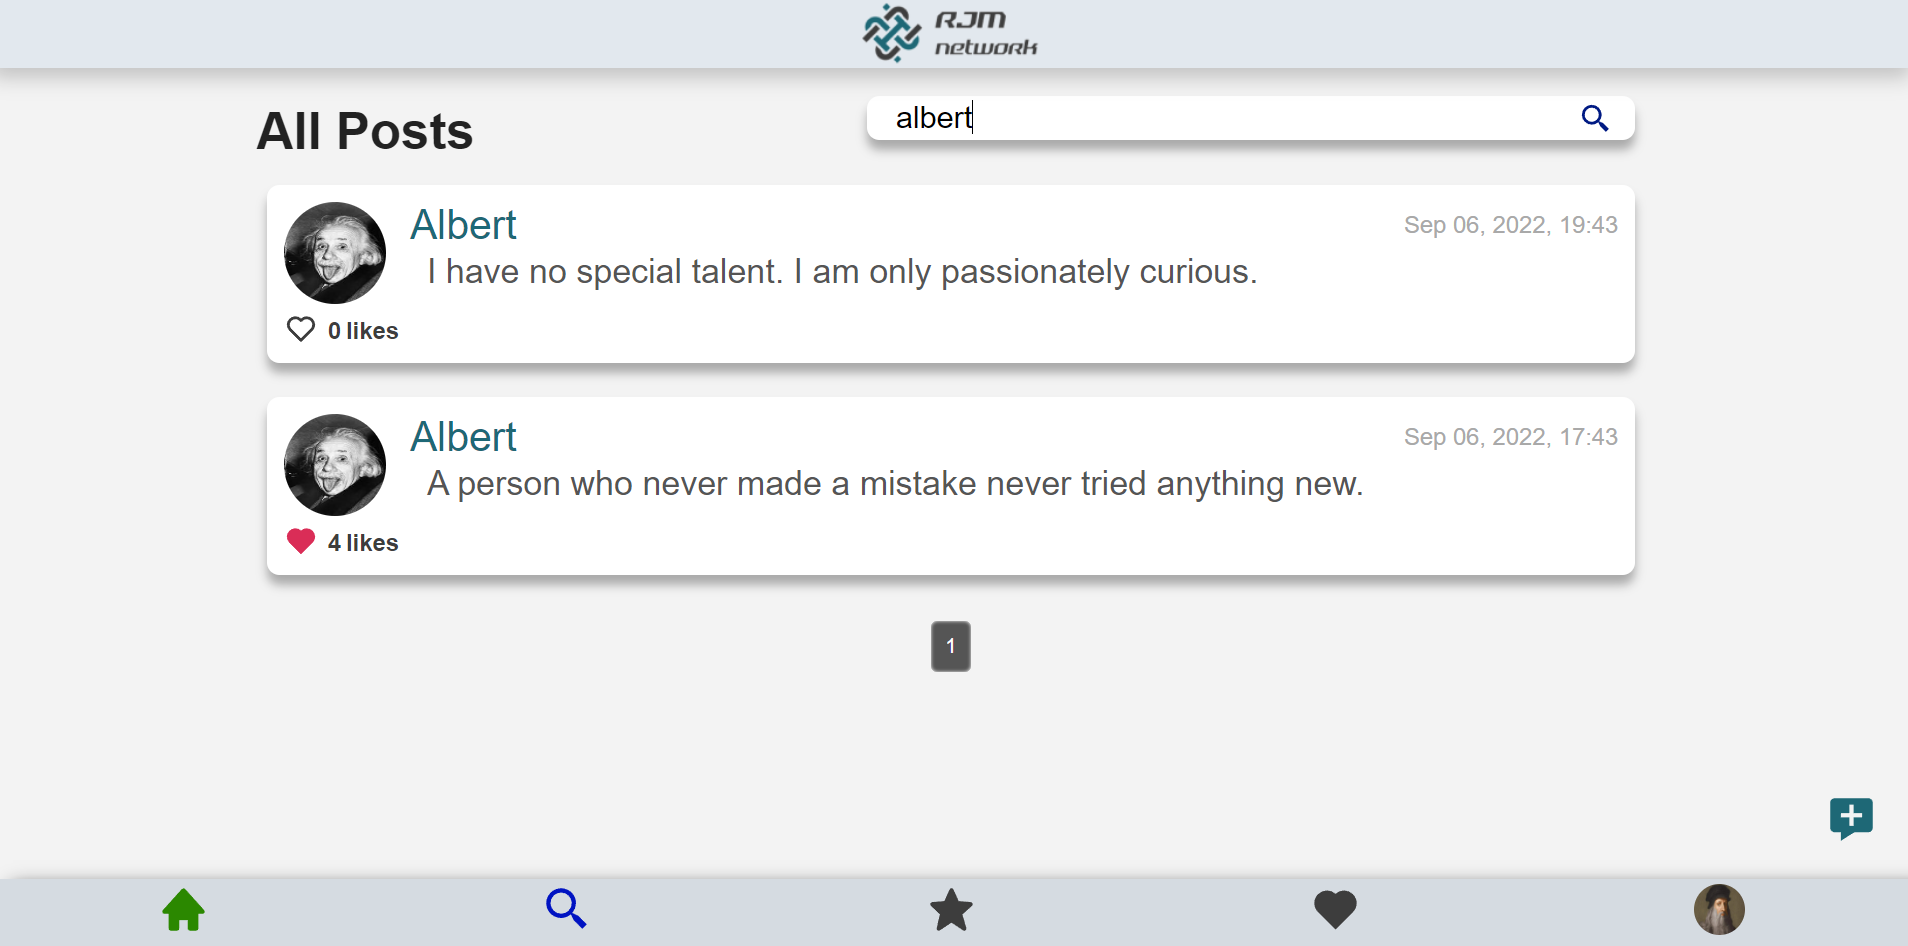 RJM
network
All Posts
albert
Albert
Sep 06, 2022, 19:43
I have no special talent. I am only passionately curious.
0 likes
Albert
Sep 06, 2022, 17:43
A person who never made a mistake never tried anything new.
4 likes
1